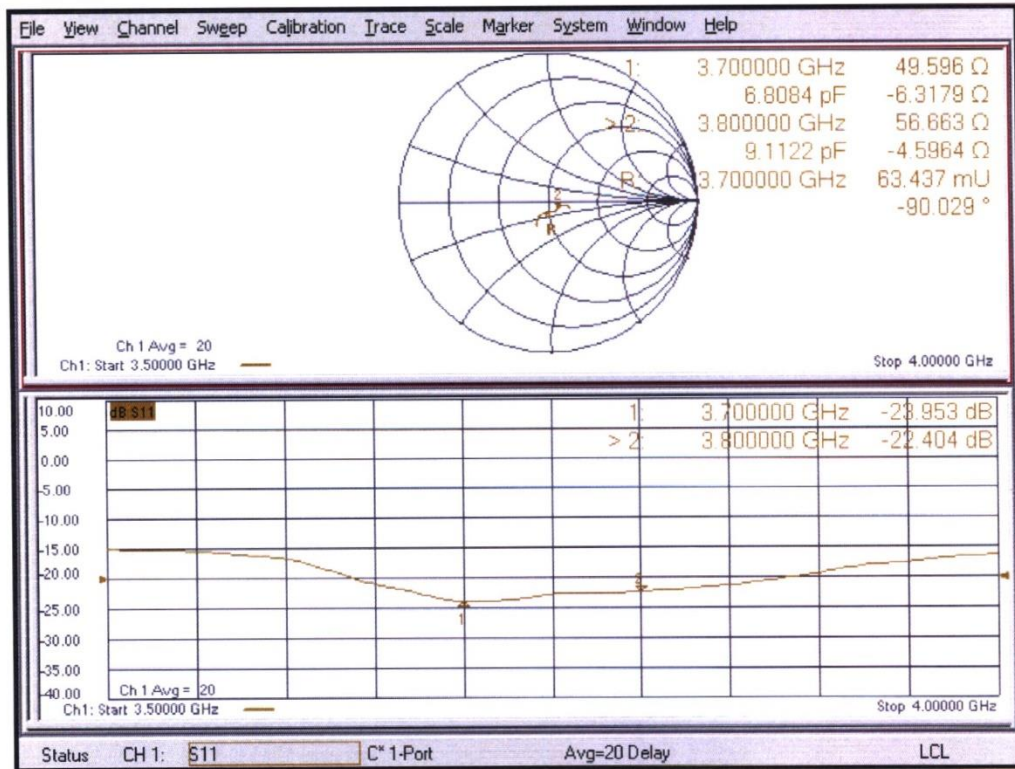 File View Channel Sweep Calibration Trace Scale Marker System Window Help
1: 3.700000 GHz 49.596 Ω
6.8084 pF -6.3179 Ω
> 2: 3.800000 GHz 56.663 Ω
9.1122 pF -4.5964 Ω
R: 3.700000 GHz 63.437 mU
-90.029 °
2
1
R
Ch 1 Avg = 20
Ch1: Start 3.50000 GHz Stop 4.00000 GHz
10.00 dB S11
5.00
0.00
-5.00
-10.00
-15.00
-20.00
-25.00
-30.00
-35.00
-40.00
1: 3.700000 GHz -23.953 dB
> 2: 3.800000 GHz -22.404 dB
1
2
Ch 1 Avg = 20
Ch1: Start 3.50000 GHz Stop 4.00000 GHz
Status CH 1: S11 C* 1-Port Avg=20 Delay LCL